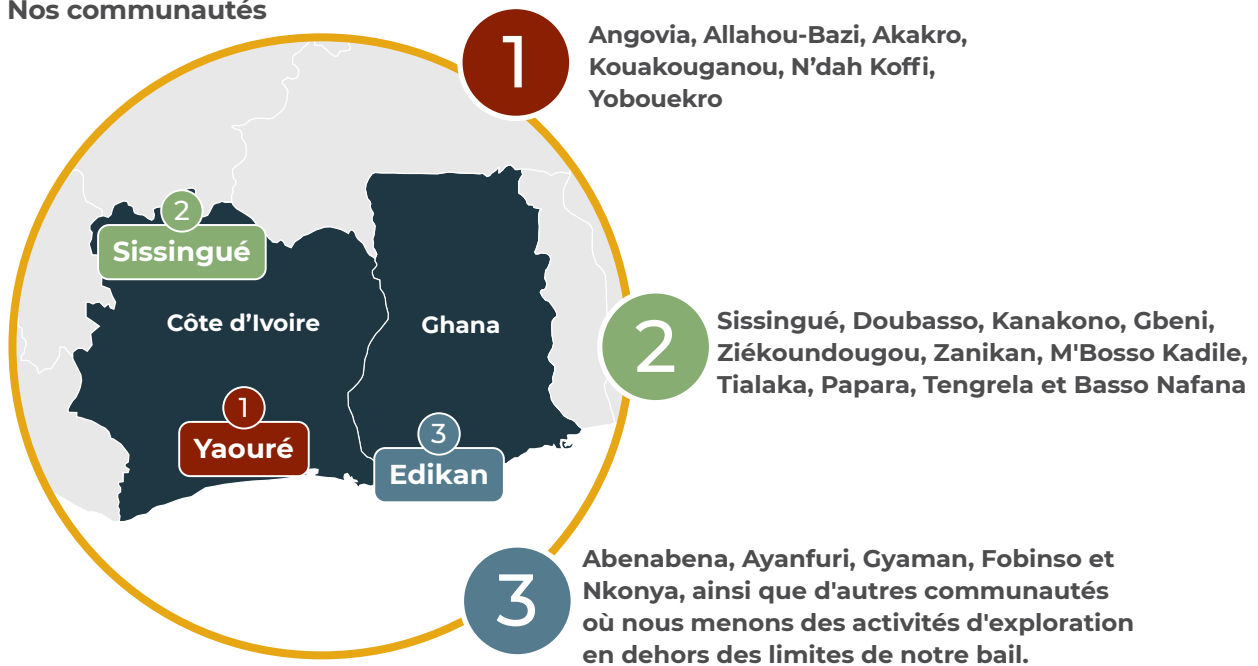 Nos communautés
1
Angovia, Allahou-Bazi, Akakro,
Kouakouganou, N’dah Koffi,
Yobouekro
2
Sissingué
Côte d’Ivoire
Ghana
2
Sissingué, Doubasso, Kanakono, Gbeni,
Ziékoundougou, Zanikan, M'Bosso Kadile,
Tialaka, Papara, Tengrela et Basso Nafana
1
Yaouré
3
Edikan
3
Abenabena, Ayanfuri, Gyaman, Fobinso et
Nkonya, ainsi que d'autres communautés
où nous menons des activités d'exploration
en dehors des limites de notre bail.